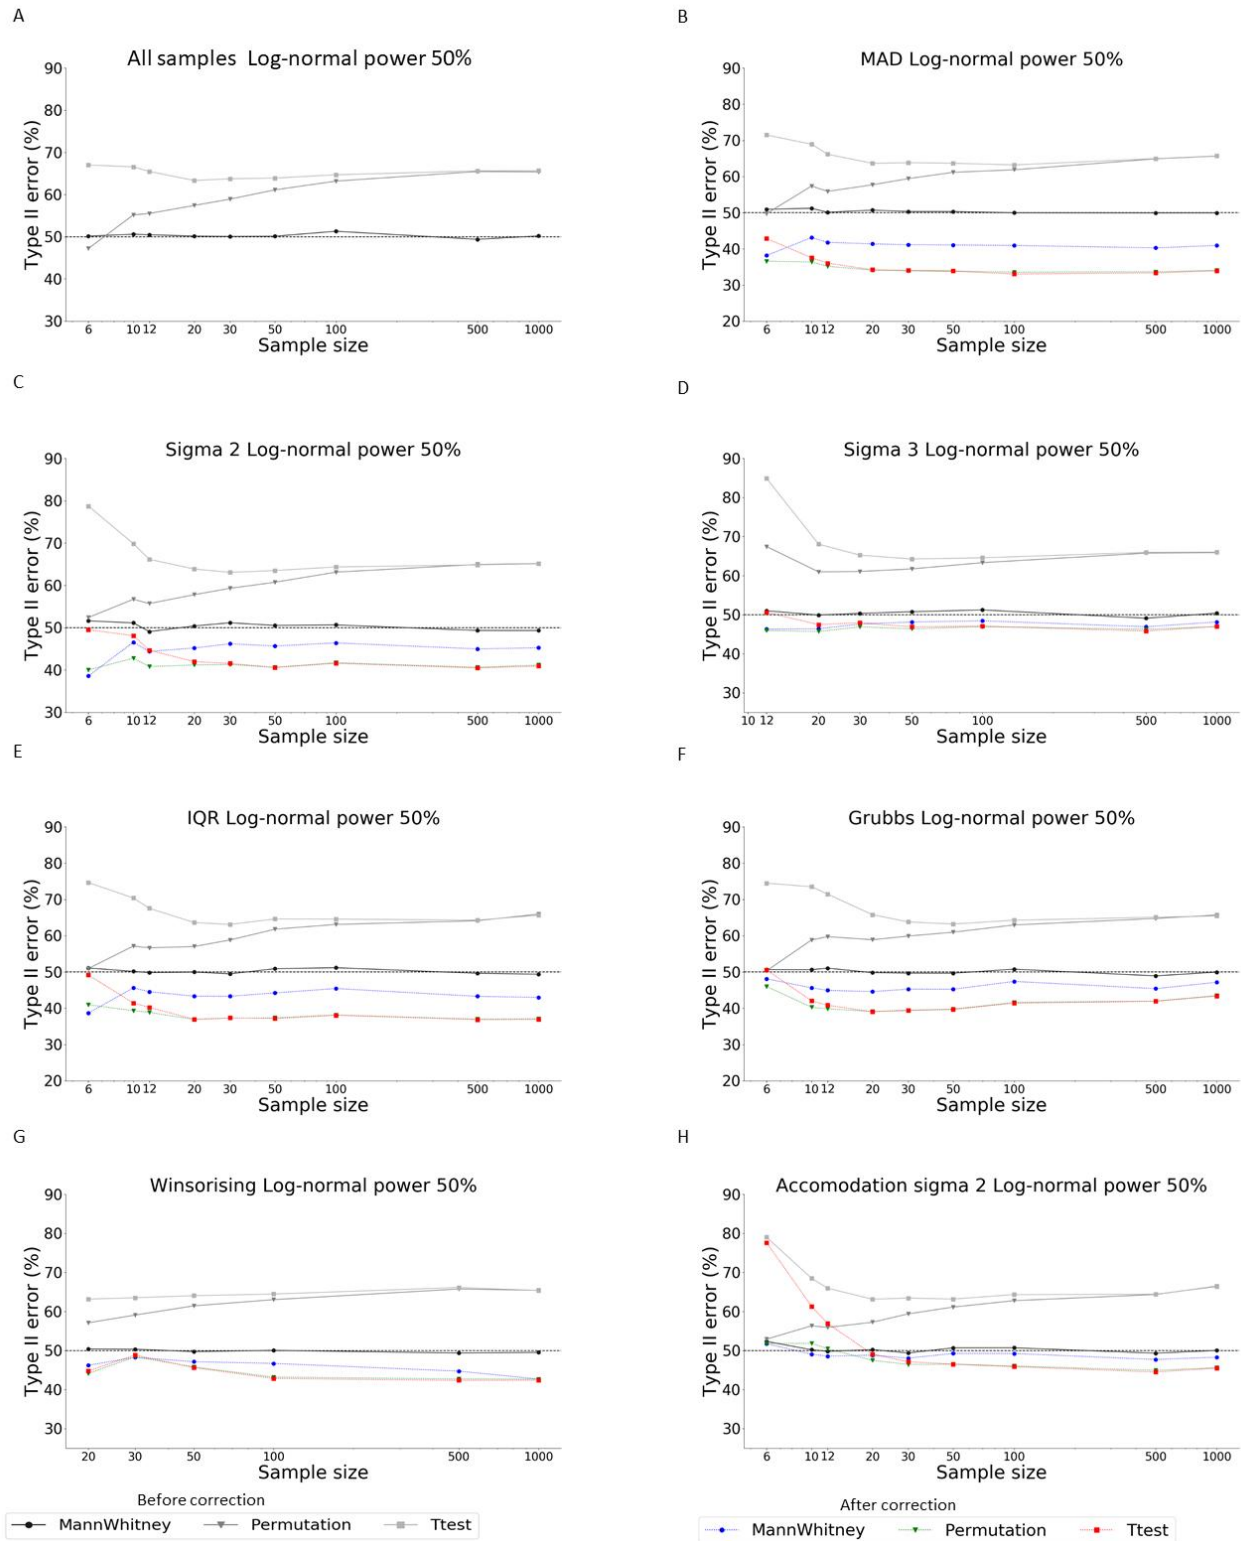 A
B
All samples Log-normal power 50%
Type II error (%)
90
80
70
60
50
40
30
6 10 12 20 30 50 100 500 1000
Sample size
MAD Log-normal power 50%
Type II error (%)
90
80
70
60
50
40
30
20
6 10 12 20 30 50 100 500 1000
Sample size
C
D
Sigma 2 Log-normal power 50%
Type II error (%)
90
80
70
60
50
40
30
6 10 12 20 30 50 100 500 1000
Sample size
Sigma 3 Log-normal power 50%
Type II error (%)
90
80
70
60
50
40
30
10 12 20 30 50 100 500 1000
Sample size
E
F
IQR Log-normal power 50%
Type II error (%)
90
80
70
60
50
40
30
20
6 10 12 20 30 50 100 500 1000
Sample size
Grubbs Log-normal power 50%
Type II error (%)
90
80
70
60
50
40
30
20
6 10 12 20 30 50 100 500 1000
Sample size
G
H
Winsorising Log-normal power 50%
Type II error (%)
90
80
70
60
50
40
30
20 30 50 100 500 1000
Sample size
Accomodation sigma 2 Log-normal power 50%
Type II error (%)
90
80
70
60
50
40
30
6 10 12 20 30 50 100 500 1000
Sample size
Before correction
MannWhitney Permutation Ttest
After correction
MannWhitney Permutation Ttest